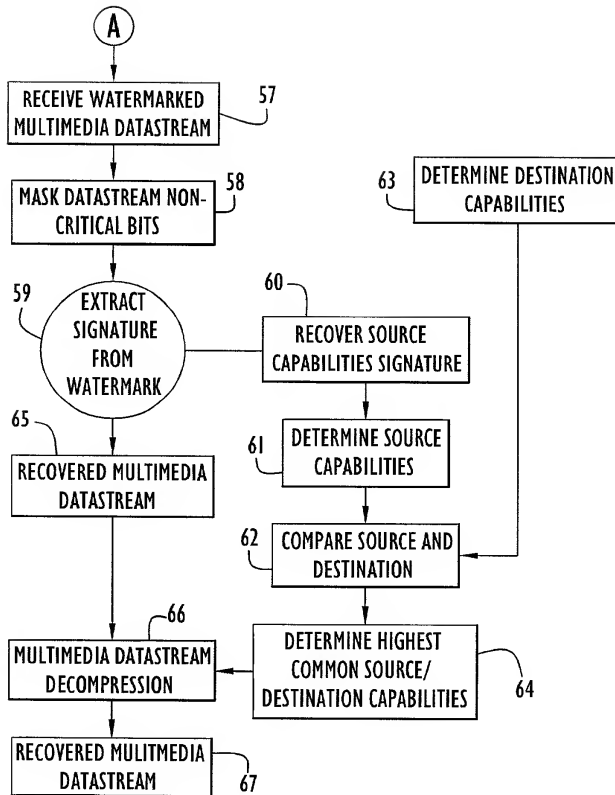 A
RECEIVE WATERMARKED
MULTIMEDIA DATASTREAM
57
MASK DATASTREAM NON-
CRITICAL BITS
58
63
DETERMINE DESTINATION
CAPABILITIES
59
EXTRACT
SIGNATURE
FROM
WATERMARK
60
RECOVER SOURCE
CAPABILITIES SIGNATURE
61
DETERMINE SOURCE
CAPABILITIES
65
RECOVERED MULTIMEDIA
DATASTREAM
62
COMPARE SOURCE AND
DESTINATION
66
MULTIMEDIA DATASTREAM
DECOMPRESSION
DETERMINE HIGHEST
COMMON SOURCE/
DESTINATION CAPABILITIES
64
RECOVERED MULITMEDIA
DATASTREAM
67